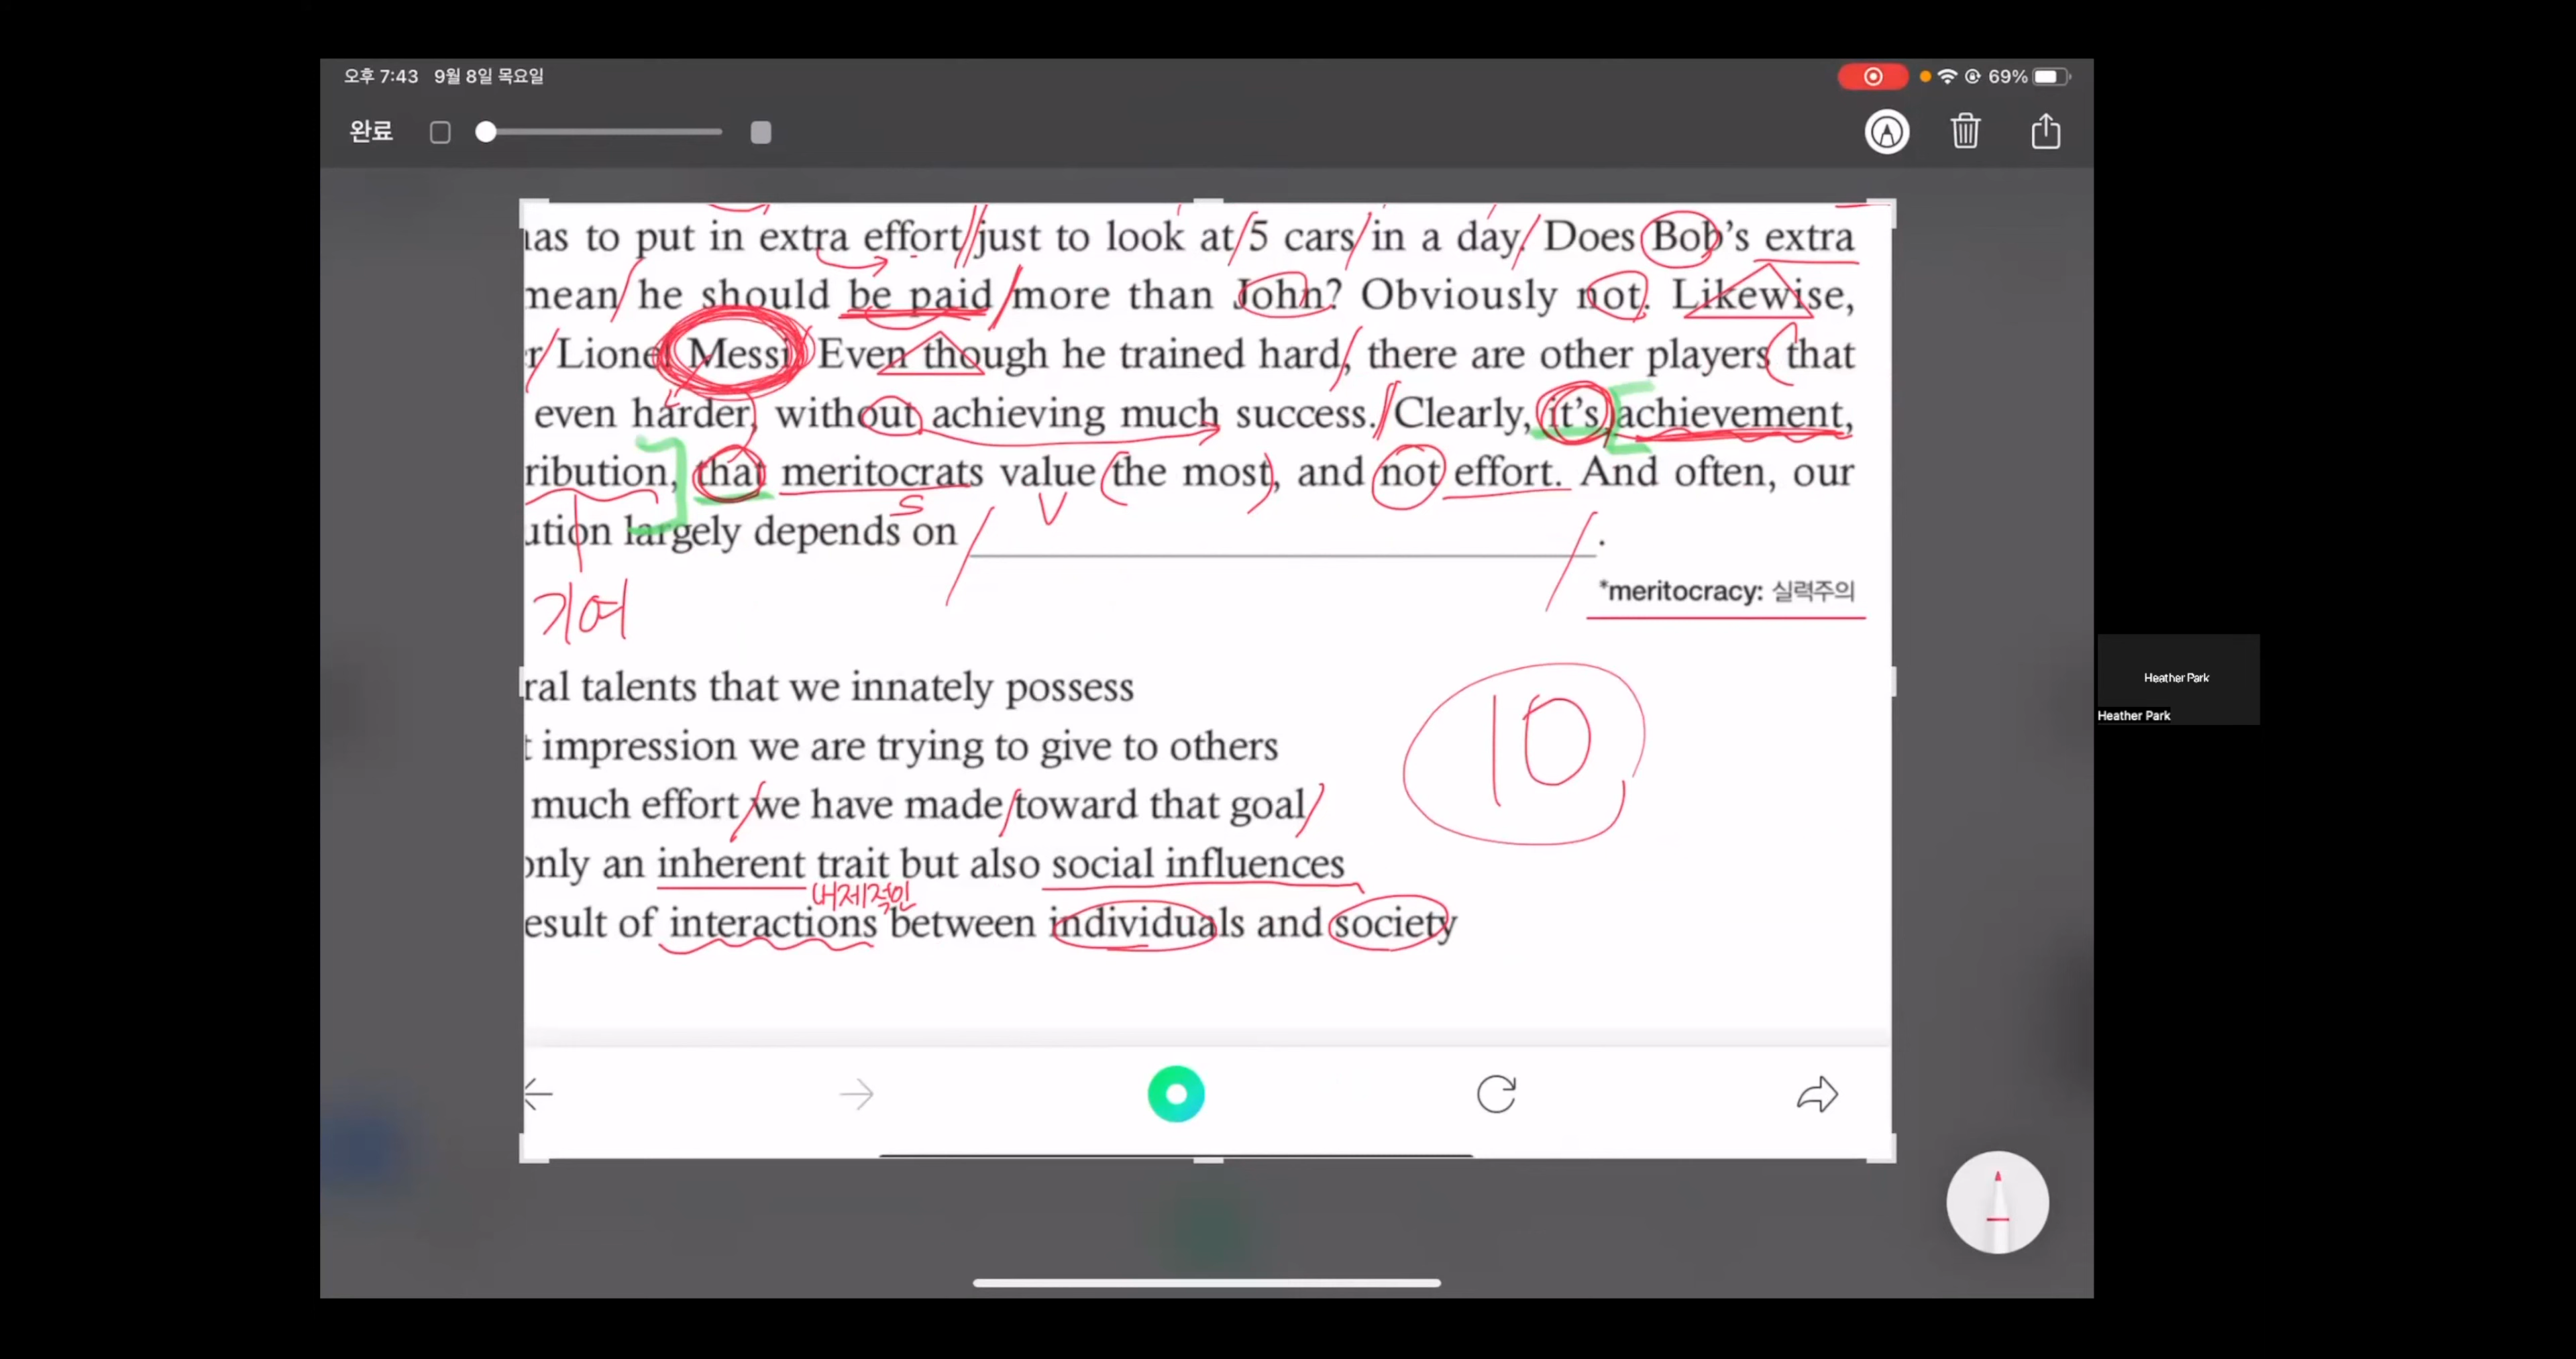 오후 7:43 9월 8일 목요일
69%
완료
has to put in extra effort just to look at 5 cars in a day. Does Bob's extra
mean he should be paid more than John? Obviously not. Likewise,
r Lionel Messi. Even though he trained hard, there are other players that
even harder, without achieving much success. Clearly, it's achievement,
ribution, that meritocrats value the most, and not effort. And often, our
S V
ution largely depends on .
기여
*meritocracy: 실력주의
ral talents that we innately possess
t impression we are trying to give to others
10
much effort we have made toward that goal
only an inherent trait but also social influences
내제적인
esult of interactions between individuals and society
Heather Park
Heather Park